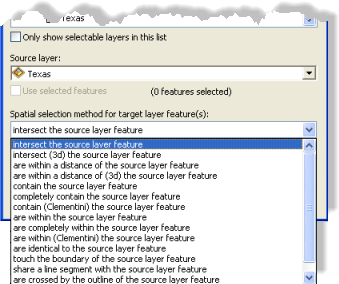 Texas
Only show selectable layers in this list
Source layer:
Texas
Use selected features
(0 features selected)
Spatial selection method for target layer feature(s):
intersect the source layer feature
intersect the source layer feature
intersect (3d) the source layer feature
are within a distance of the source layer feature
are within a distance of (3d) the source layer feature
contain the source layer feature
completely contain the source layer feature
contain (Clementini) the source layer feature
are within the source layer feature
are completely within the source layer feature
are within (Clementini) the source layer feature
are identical to the source layer feature
touch the boundary of the source layer feature
share a line segment with the source layer feature
are crossed by the outline of the source layer feature